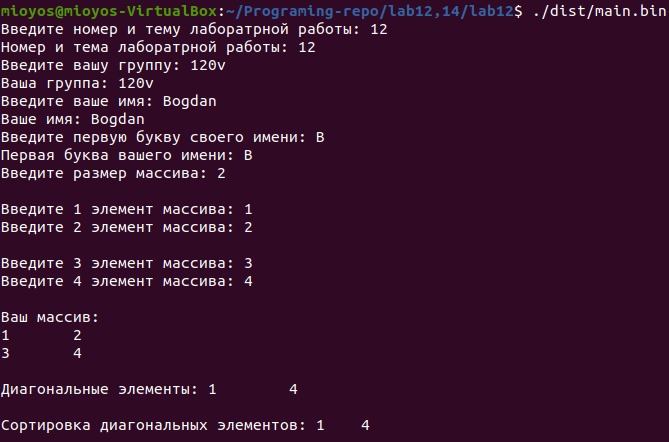 mioyos@mioyos-VirtualBox:~/Programing-repo/lab12,14/lab12$ ./dist/main.bin
Введите номер и тему лаборатрной работы: 12
Номер и тема лаборатрной работы: 12
Введите вашу группу: 120v
Ваша группа: 120v
Введите ваше имя: Bogdan
Ваше имя: Bogdan
Введите первую букву своего имени: B
Первая буква вашего имени: B
Введите размер массива: 2
Введите 1 элемент массива: 1
Введите 2 элемент массива: 2
Введите 3 элемент массива: 3
Введите 4 элемент массива: 4
Ваш массив:
1 2
3 4
Диагональные элементы: 1 4
Сортировка диагональных элементов: 1 4